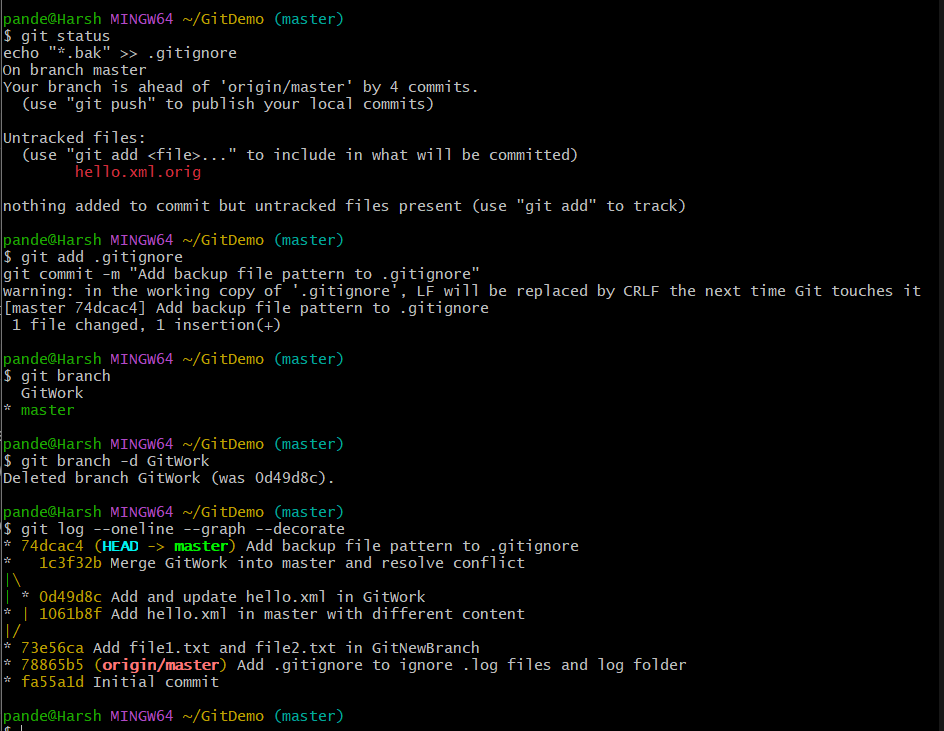 pande@Harsh MINGW64 ~/GitDemo (master)
$ git status
echo "*.bak" >> .gitignore
On branch master
Your branch is ahead of 'origin/master' by 4 commits.
  (use "git push" to publish your local commits)

Untracked files:
  (use "git add <file>..." to include in what will be committed)
        hello.xml.orig

nothing added to commit but untracked files present (use "git add" to track)

pande@Harsh MINGW64 ~/GitDemo (master)
$ git add .gitignore
git commit -m "Add backup file pattern to .gitignore"
warning: in the working copy of '.gitignore', LF will be replaced by CRLF the next time Git touches it
[master 74dcac4] Add backup file pattern to .gitignore
 1 file changed, 1 insertion(+)

pande@Harsh MINGW64 ~/GitDemo (master)
$ git branch
  GitWork
* master

pande@Harsh MINGW64 ~/GitDemo (master)
$ git branch -d GitWork
Deleted branch GitWork (was 0d49d8c).

pande@Harsh MINGW64 ~/GitDemo (master)
$ git log --oneline --graph --decorate
* 74dcac4 (HEAD -> master) Add backup file pattern to .gitignore
*   1c3f32b Merge GitWork into master and resolve conflict
|\
| * 0d49d8c Add and update hello.xml in GitWork
* | 1061b8f Add hello.xml in master with different content
|/
* 73e56ca Add file1.txt and file2.txt in GitNewBranch
* 78865b5 (origin/master) Add .gitignore to ignore .log files and log folder
* fa55a1d Initial commit

pande@Harsh MINGW64 ~/GitDemo (master)
$